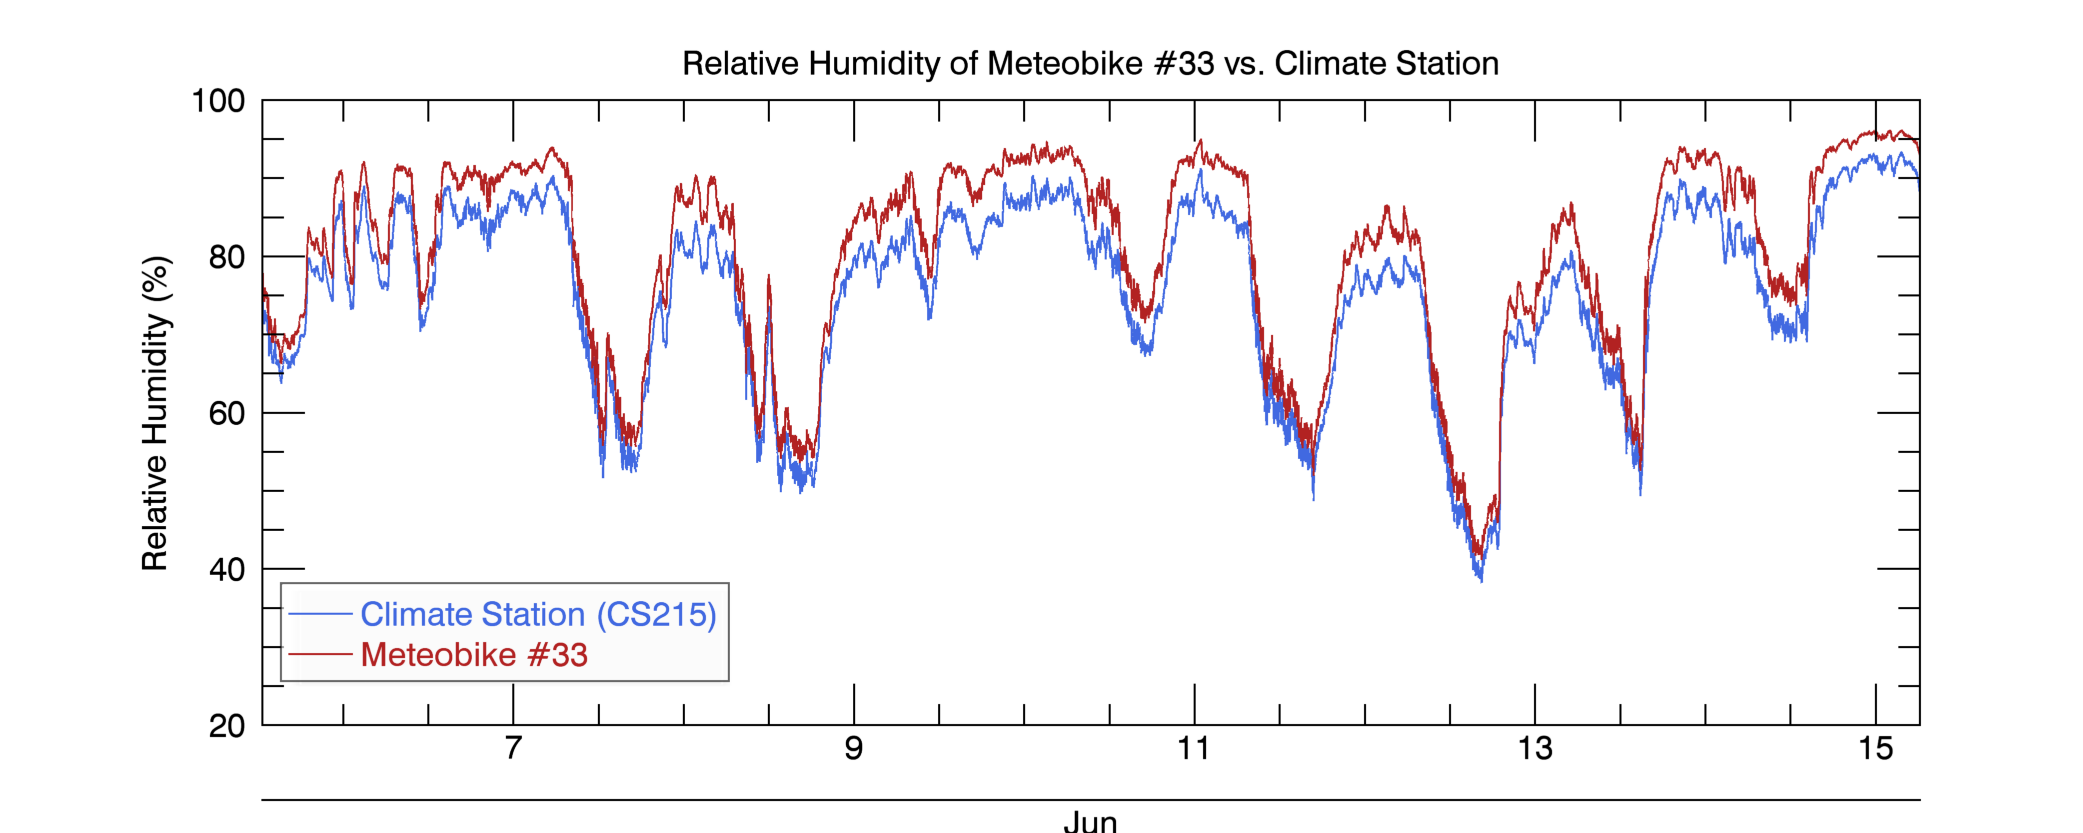 Relative Humidity of Meteobike #33 vs. Climate Station
100
80
60
40
20
Relative Humidity (%)
Climate Station (CS215)
Meteobike #33
7 9 11 13 15
Jun